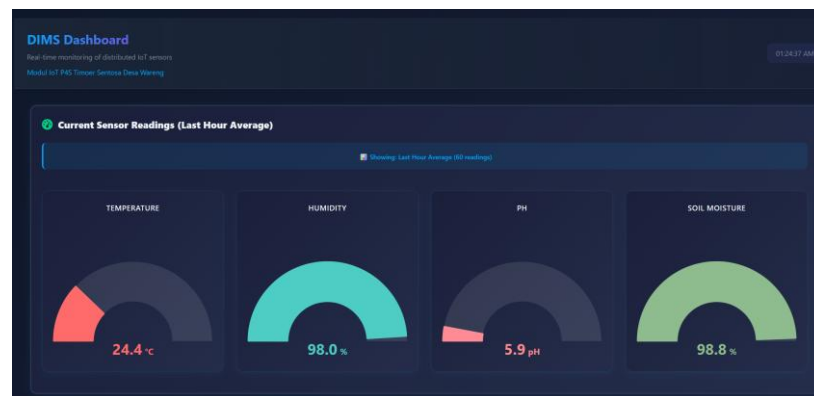 DIMS Dashboard
Real-time monitoring of distributed IoT sensors
Modul IoT P4S Timoer Sentosa Desa Wareng
01:24:37 AM
Current Sensor Readings (Last Hour Average)
Showing: Last Hour Average (60 readings)
TEMPERATURE
HUMIDITY
PH
SOIL MOISTURE
24.4 °C
98.0 %
5.9 pH
98.8 %